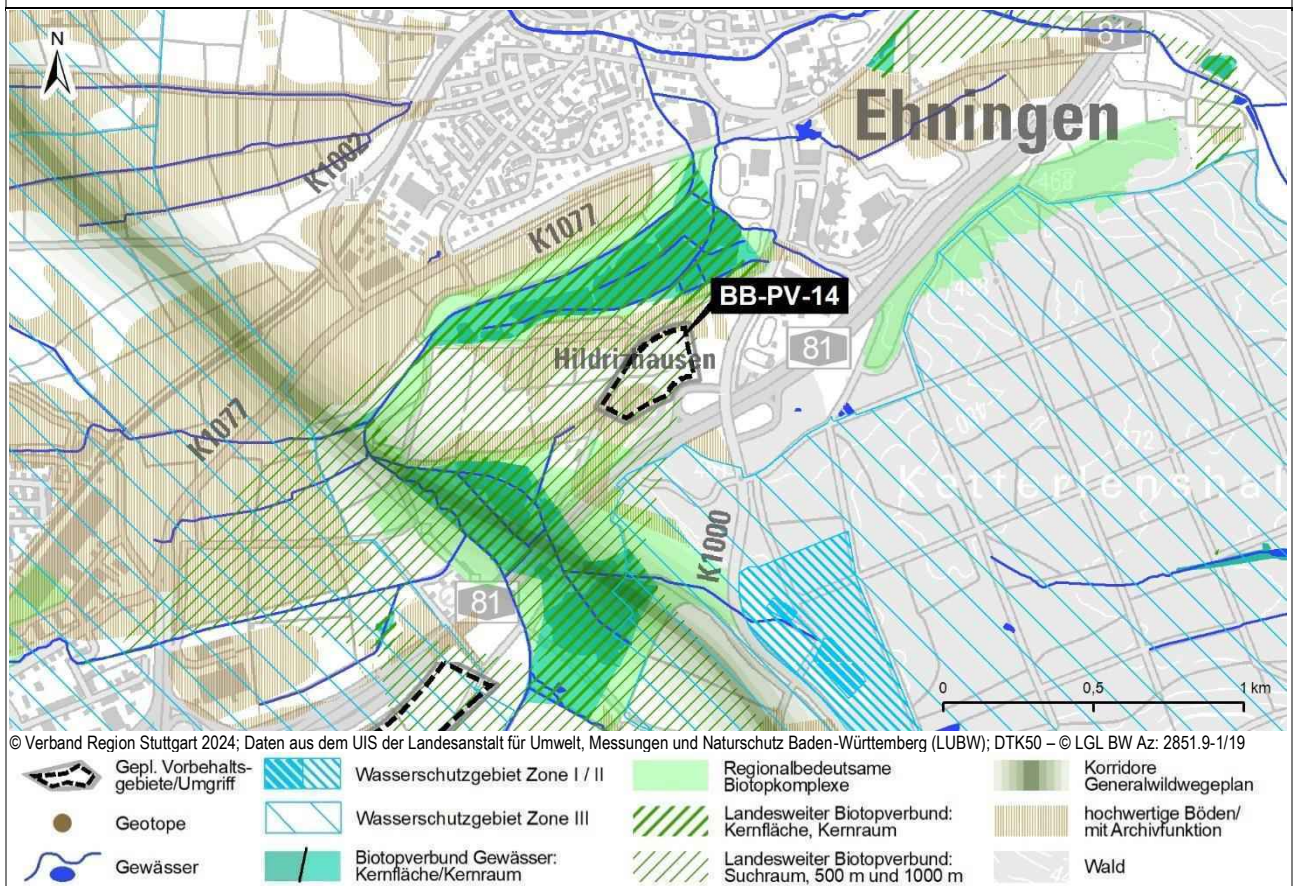 N
81
Ehningen
K1002
468
K1077
BB-PV-14
Hildrizhausen
81
K1077
K1000
81
0
0,5
1 km
© Verband Region Stuttgart 2024; Daten aus dem UIS der Landesanstalt für Umwelt, Messungen und Naturschutz Baden-Württemberg (LUBW); DTK50 – © LGL BW Az: 2851.9-1/19
Gepl. Vorbehalts-
gebiete/Umgriff
Wasserschutzgebiet Zone I / II
Regionalbedeutsame
Biotopkomplexe
Korridore
Generalwildwegeplan
Geotope
Wasserschutzgebiet Zone III
Landesweiter Biotopverbund:
Kernfläche, Kernraum
hochwertige Böden/
mit Archivfunktion
Gewässer
Biotopverbund Gewässer:
Kernfläche/Kernraum
Landesweiter Biotopverbund:
Suchraum, 500 m und 1000 m
Wald